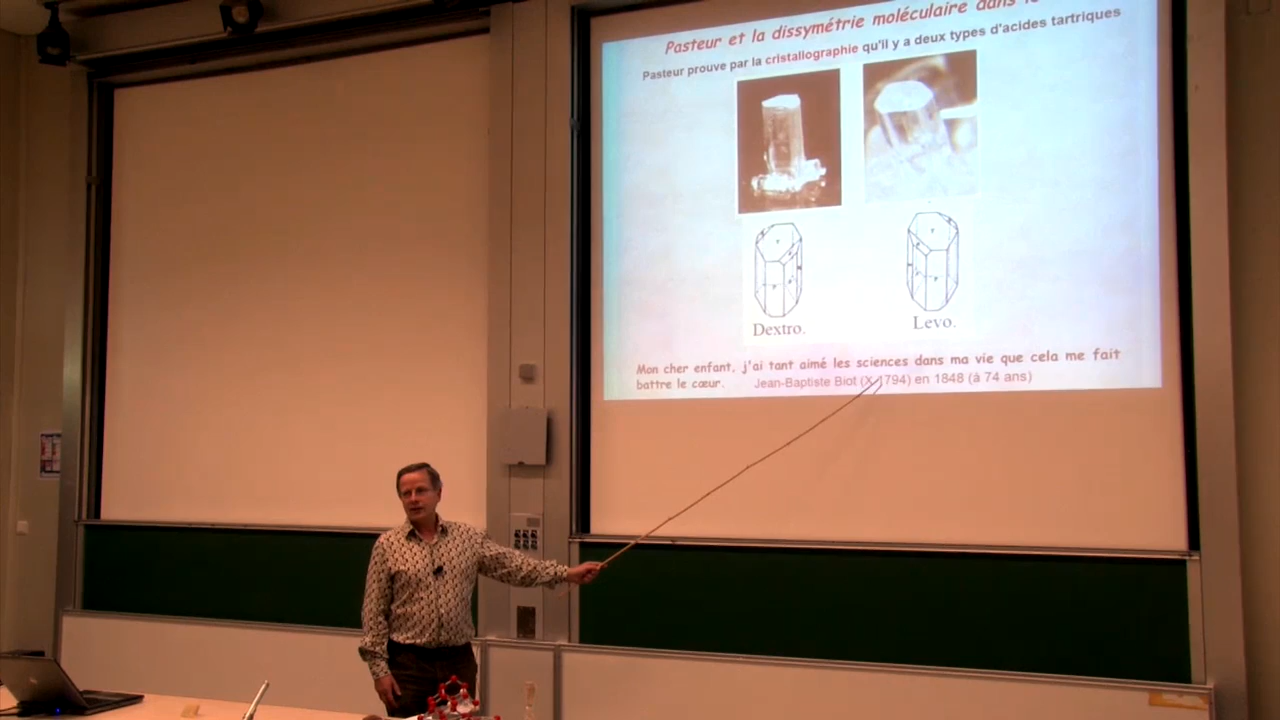 Pasteur et la dissymétrie moléculaire dans
Pasteur prouve par la cristallographie qu'il y a deux types d'acides tartriques
Dextro.
Levo.
Mon cher enfant, j'ai tant aimé les sciences dans ma vie que cela me fait
battre le cœur. Jean-Baptiste Biot (X 1794) en 1848 (à 74 ans)